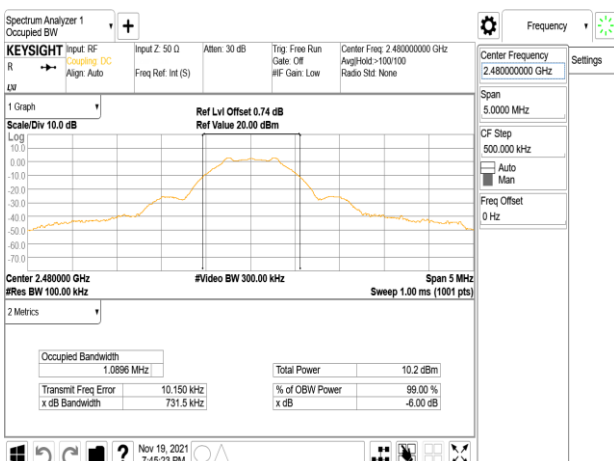 Spectrum Analyzer 1
Occupied BW
+
Frequency
KEYSIGHT
R
Input: RF
Coupling: DC
Align: Auto
Input Z: 50 Ω
Freq Ref: Int (S)
Atten: 30 dB
Trig: Free Run
Gate: Off
#IF Gain: Low
Center Freq: 2.480000000 GHz
Avg|Hold:>100/100
Radio Std: None
LXI
1 Graph
Scale/Div 10.0 dB
Ref Lvl Offset 0.74 dB
Ref Value 20.00 dBm
Log
10.0
0.00
-10.0
-20.0
-30.0
-40.0
-50.0
-60.0
-70.0
Center 2.480000 GHz
#Res BW 100.00 kHz
#Video BW 300.00 kHz
Span 5 MHz
Sweep 1.00 ms (1001 pts)
2 Metrics
Occupied Bandwidth
1.0896 MHz
Transmit Freq Error 10.150 kHz
x dB Bandwidth 731.5 kHz
Total Power 10.2 dBm
% of OBW Power 99.00 %
x dB -6.00 dB
?
Nov 19, 2021
7:45:23 PM
Center Frequency
2.480000000 GHz
Span
5.0000 MHz
CF Step
500.000 kHz
Auto
Man
Freq Offset
0 Hz
Settings